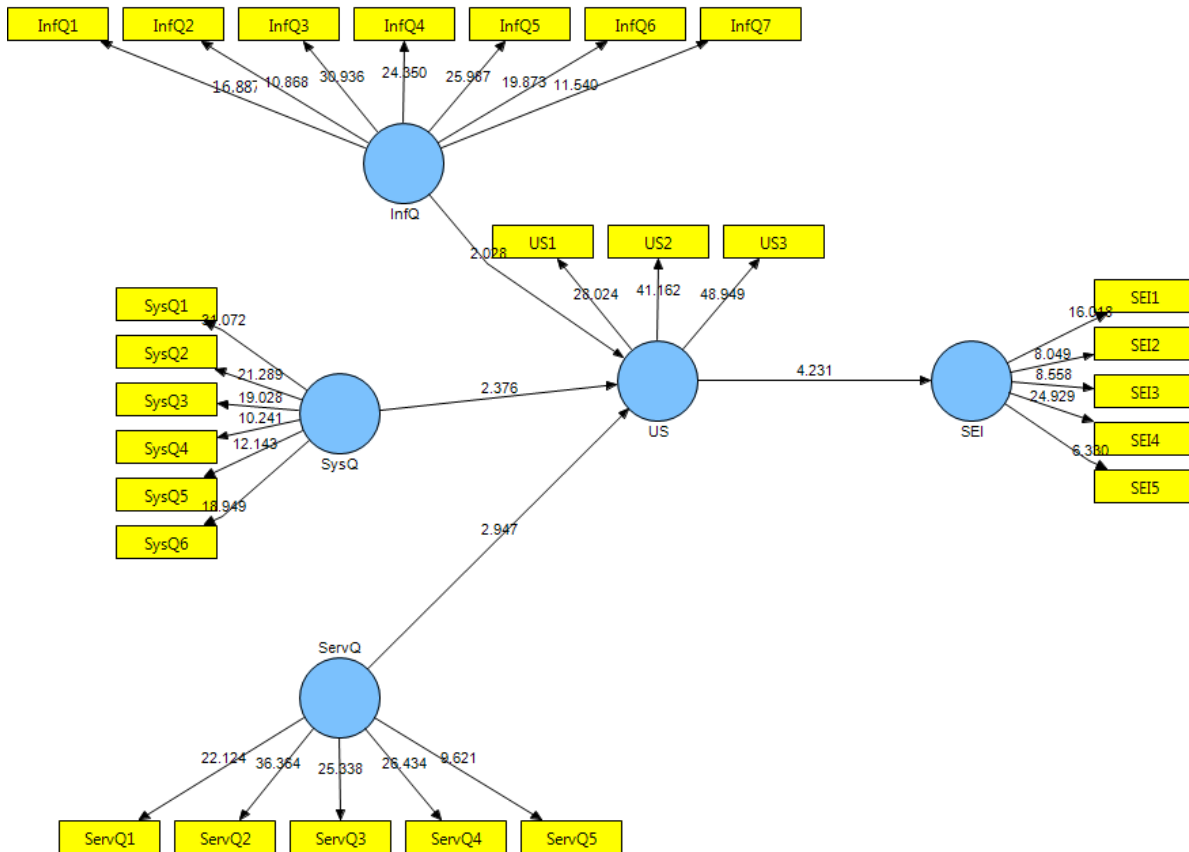 InfQ1 InfQ2 InfQ3 InfQ4 InfQ5 InfQ6 InfQ7
16.887 10.868 30.936 24.350 25.967 19.873 11.540
InfQ
2.028
US1 US2 US3
28.024 41.162 48.949
SysQ1
SysQ2
SysQ3
SysQ4
SysQ5
SysQ6
21.289
19.028
10.241
12.143
18.949
SysQ
2.376
US
4.231
SEI
16.018
8.049
8.558
24.929
6.330
SEI1
SEI2
SEI3
SEI4
SEI5
2.947
ServQ
22.124 36.364 25.338 26.434 9.621
ServQ1 ServQ2 ServQ3 ServQ4 ServQ5